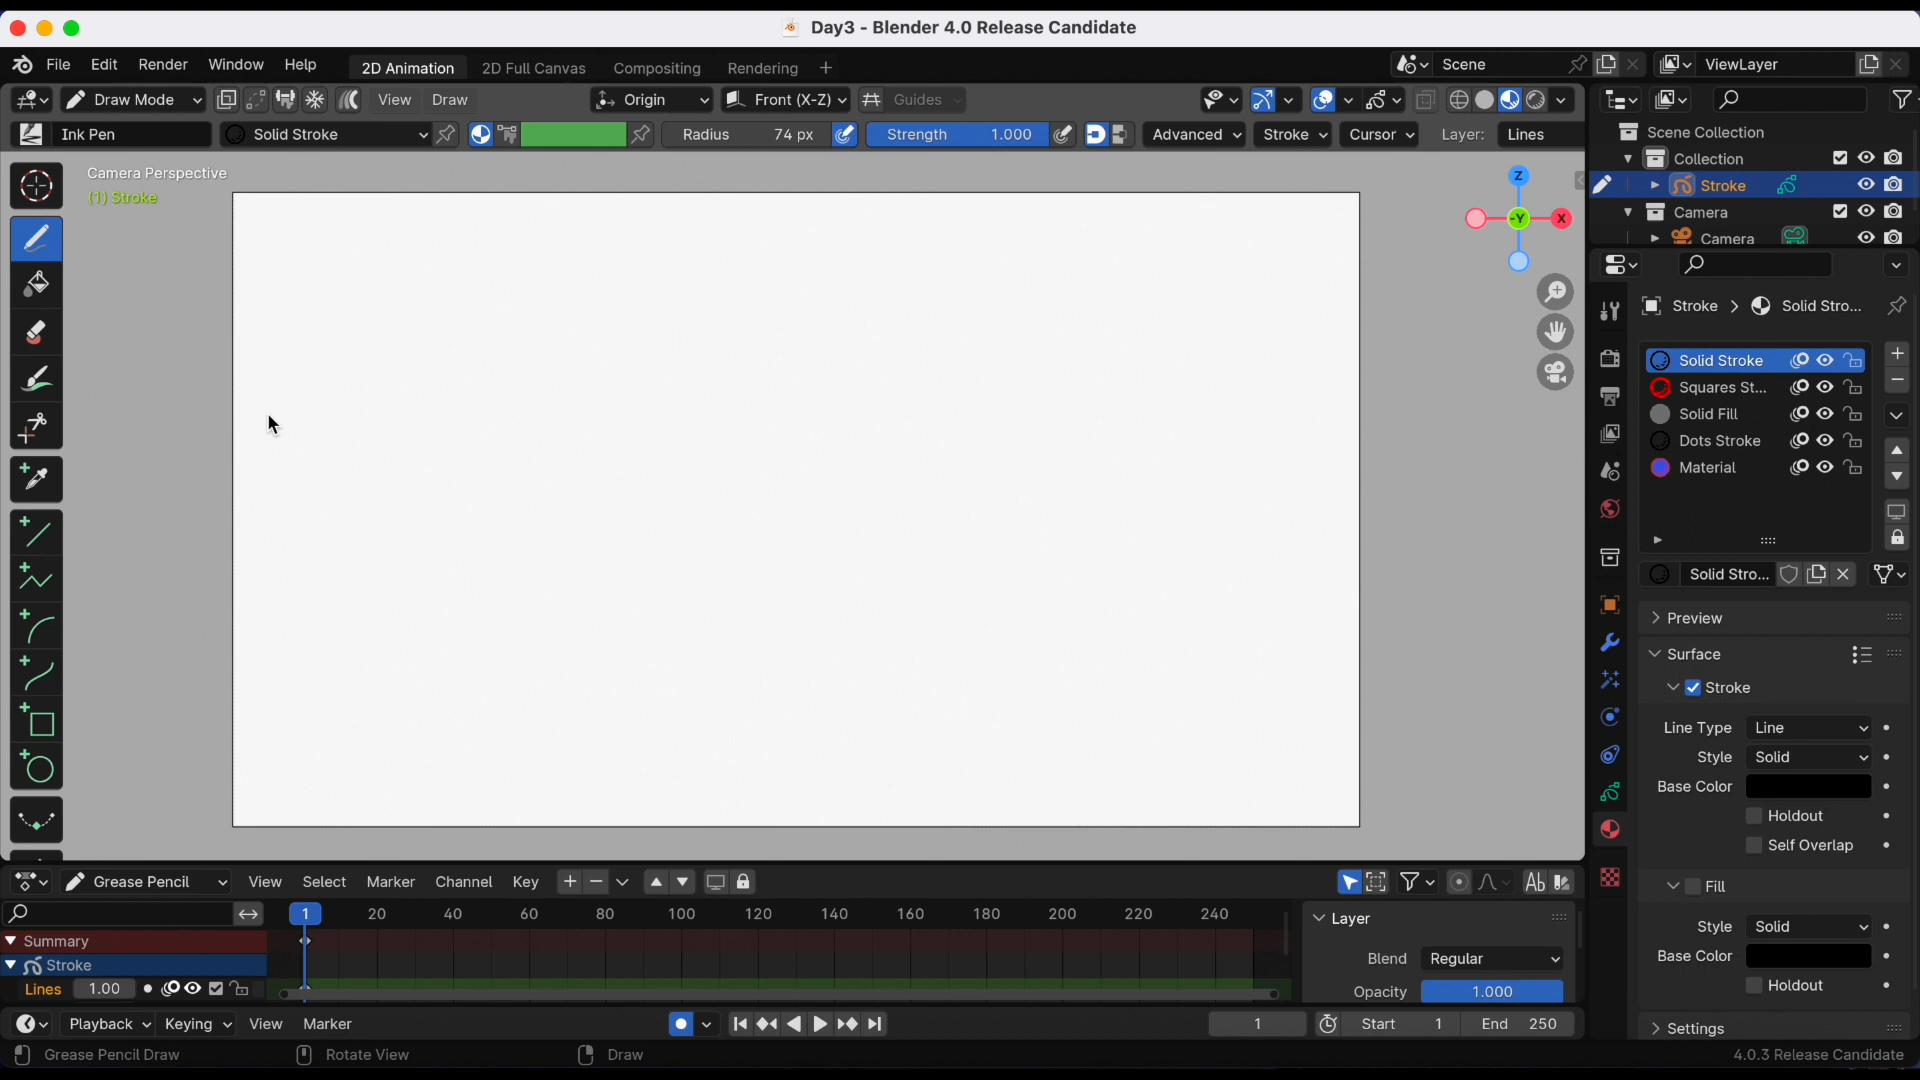 Day3 - Blender 4.0 Release Candidate
File Edit Render Window Help 2D Animation 2D Full Canvas Compositing Rendering + Scene ViewLayer
Draw Mode View Draw Origin Front (X-Z) Guides
Ink Pen Solid Stroke Radius 74 px Strength 1.000 Advanced Stroke Cursor Layer: Lines
Camera Perspective
(1) Stroke
Z
-Y X
Scene Collection
Collection
Stroke
Camera
Camera
Stroke > Solid Stro...
Solid Stroke
Squares St...
Solid Fill
Dots Stroke
Material
Solid Stro...
Preview
Surface
Stroke
Line Type Line
Style Solid
Base Color
Holdout
Self Overlap
Fill
Style Solid
Base Color
Holdout
Settings
Grease Pencil View Select Marker Channel Key
1 20 40 60 80 100 120 140 160 180 200 220 240
Summary
Stroke
Lines 1.00
Layer
Blend Regular
Opacity 1.000
Playback Keying View Marker 1 Start 1 End 250
Grease Pencil Draw Rotate View Draw 4.0.3 Release Candidate